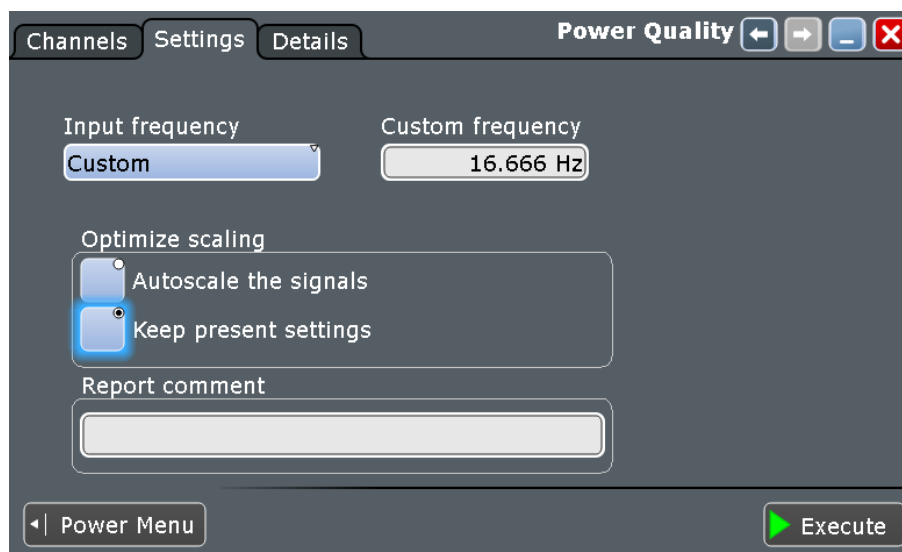 Channels Settings Details Power Quality
Input frequency Custom frequency
Custom 16.666 Hz
Optimize scaling
Autoscale the signals
Keep present settings
Report comment
Power Menu Execute